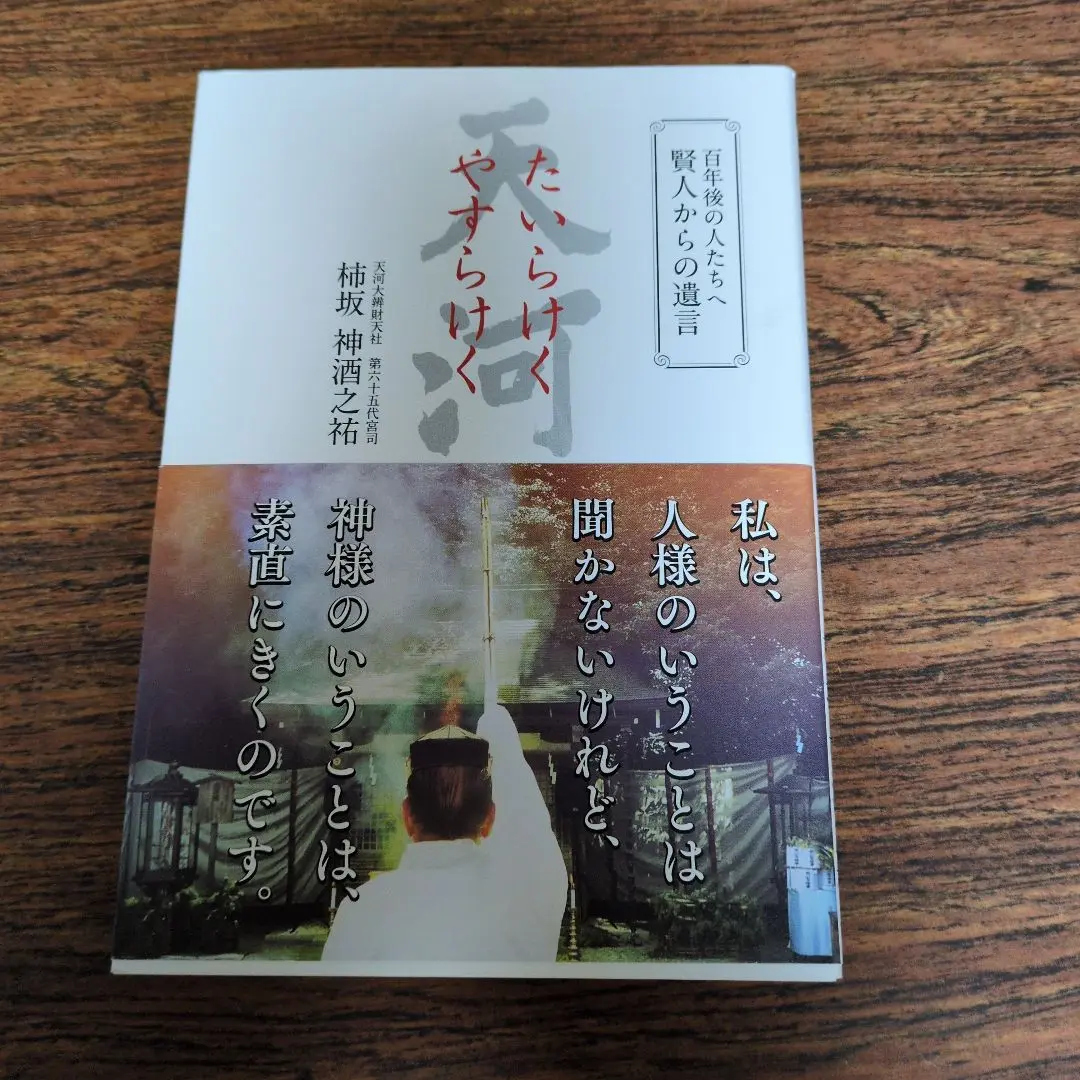 百年後の人たちへ
賢人からの遺言
天河
たいらけく
やすらけく
天河大辨財天社 第六十五代宮司
柿坂 神酒之祐
私は、
人様のいうことは
聞かないけれど、
神様のいうことは、
素直にきくのです。